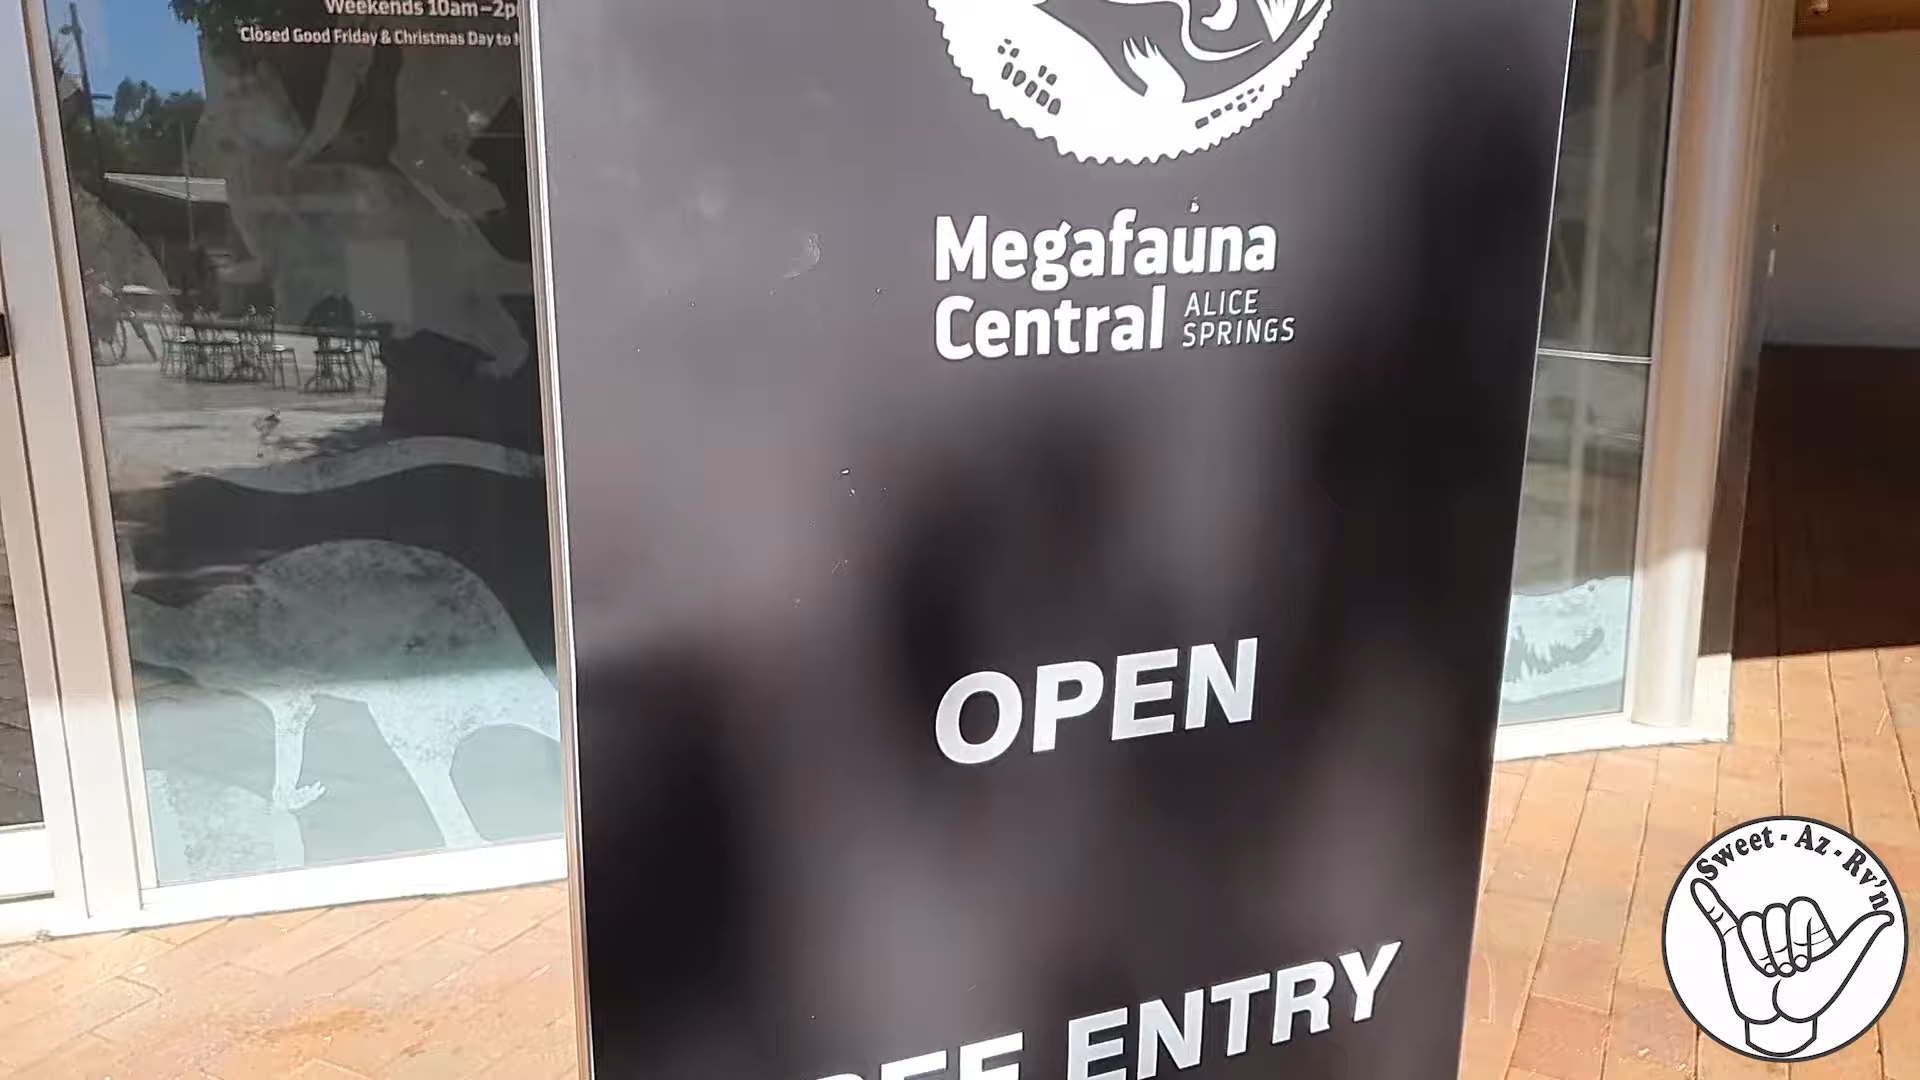 Weekends 10am–2p
Closed Good Friday & Christmas Day to
Megafauna
Central ALICE
SPRINGS
OPEN
FREE ENTRY
Sweet-Az-Rv'n